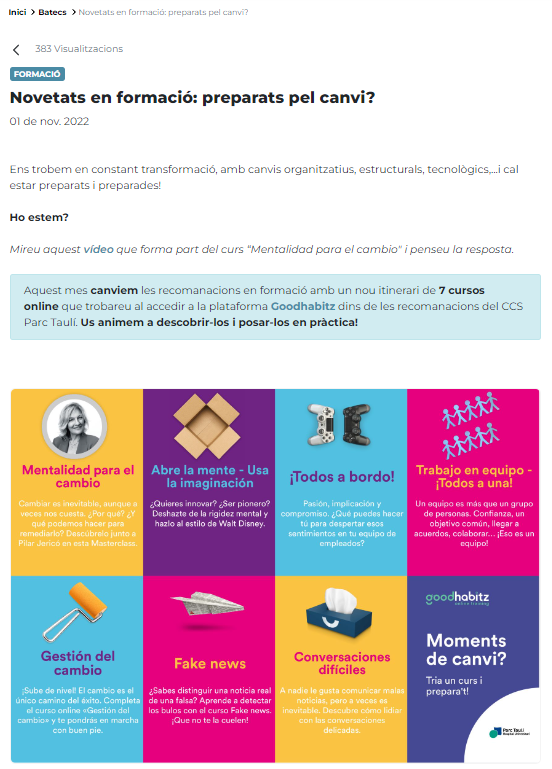 Inici > Batecs > Novetats en formació: preparats pel canvi?
383 Visualitzacions
FORMACIÓ
Novetats en formació: preparats pel canvi?
01 de nov. 2022
Ens trobem en constant transformació, amb canvis organitzatius, estructurals, tecnològics,...i cal
estar preparats i preparades!
Ho estem?
Mireu aquest vídeo que forma part del curs "Mentalidad para el cambio" i penseu la resposta.
Aquest mes canviem les recomanacions en formació amb un nou itinerari de 7 cursos
online que trobareu al accedir a la plataforma Goodhabitz dins de les recomanacions del CCS
Parc Taulí. Us animem a descobrir-los i posar-los en pràctica!
Mentalidad para el
cambio
Cambiar es inevitable, aunque a
veces nos cuesta. ¿Por qué? ¿Y
qué podemos hacer para
remediarlo? Descúbrelo junto a
Pilar Jericó en esta Masterclass.
Abre la mente - Usa
la imaginación
¿Quieres innovar? ¿Ser pionero?
Deshazte de la rigidez mental y
hazlo al estilo de Walt Disney.
¡Todos a bordo!
Pasión, implicación y
compromiso. ¿Qué puedes hacer
tú para despertar esos
sentimientos en tu equipo de
empleados?
Trabajo en equipo -
¡Todos a una!
Un equipo es más que un grupo
de personas. Confianza, un
objetivo común, llegar a
acuerdos, colaborar... ¡Eso es un
equipo!
Gestión del
cambio
¡Sube de nivel! El cambio es el
único camino del éxito. Completa
el curso online «Gestión del
cambio» y te pondrás en marcha
con buen pie.
Fake news
¿Sabes distinguir una noticia real
de una falsa? Aprende a detectar
los bulos con el curso Fake news.
¡Que no te la cuelen!
Conversaciones
difíciles
A nadie le gusta comunicar malas
noticias, pero a veces es
inevitable. Descubre cómo lidiar
con las conversaciones
delicadas.
goodhabitz
online training
Moments
de canvi?
Tria un curs i
prepara't!
Parc Taulí